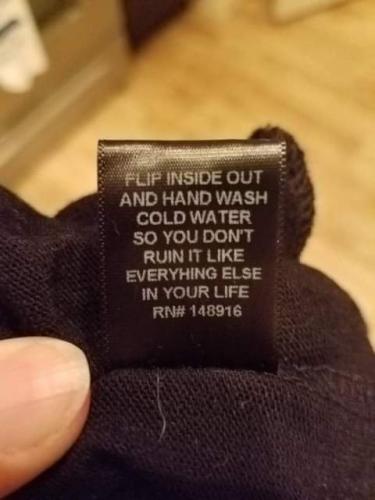 FLIP INSIDE OUT
AND HAND WASH
COLD WATER
SO YOU DON'T
RUIN IT LIKE
EVERYHING ELSE
IN YOUR LIFE
RN# 148916